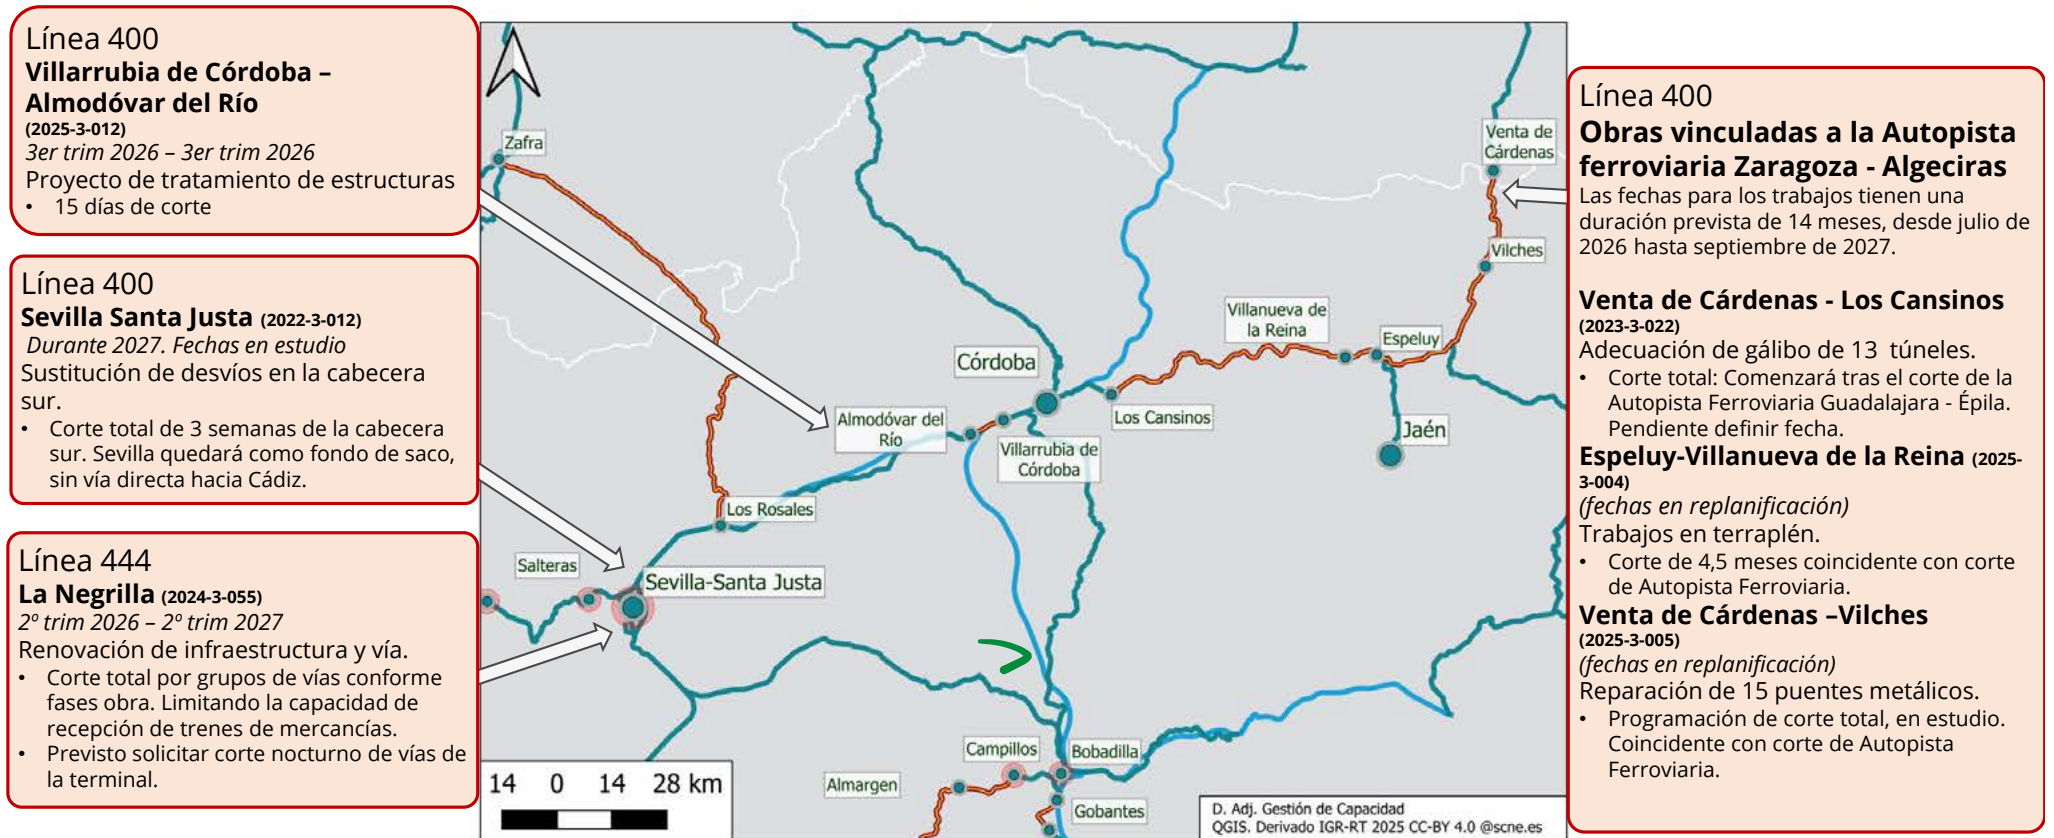 Línea 400
Villarrubia de Córdoba –
Almodóvar del Río
(2025-3-012)
3er trim 2026 – 3er trim 2026
Proyecto de tratamiento de estructuras
• 15 días de corte
Línea 400
Sevilla Santa Justa (2022-3-012)
Durante 2027. Fechas en estudio
Sustitución de desvíos en la cabecera
sur.
• Corte total de 3 semanas de la cabecera
sur. Sevilla quedará como fondo de saco,
sin vía directa hacia Cádiz.
Línea 444
La Negrilla (2024-3-055)
2º trim 2026 – 2º trim 2027
Renovación de infraestructura y vía.
• Corte total por grupos de vías conforme
fases obra. Limitando la capacidad de
recepción de trenes de mercancías.
• Previsto solicitar corte nocturno de vías de
la terminal.
Zafra
Venta de
Cárdenas
Vilches
Villanueva de
la Reina
Espeluy
Córdoba
Los Cansinos
Almodóvar del
Río
Villarrubia de
Córdoba
Jaén
Los Rosales
Salteras
Sevilla-Santa Justa
Campillos
Bobadilla
Almargen
Gobantes
14 0 14 28 km
D. Adj. Gestión de Capacidad
QGIS. Derivado IGR-RT 2025 CC-BY 4.0 @scne.es
Línea 400
Obras vinculadas a la Autopista
ferroviaria Zaragoza - Algeciras
Las fechas para los trabajos tienen una
duración prevista de 14 meses, desde julio de
2026 hasta septiembre de 2027.
Venta de Cárdenas - Los Cansinos
(2023-3-022)
Adecuación de gálibo de 13 túneles.
• Corte total: Comenzará tras el corte de la
Autopista Ferroviaria Guadalajara - Épila.
Pendiente definir fecha.
Espeluy-Villanueva de la Reina (2025-
3-004)
(fechas en replanificación)
Trabajos en terraplén.
• Corte de 4,5 meses coincidente con corte
de Autopista Ferroviaria.
Venta de Cárdenas –Vilches
(2025-3-005)
(fechas en replanificación)
Reparación de 15 puentes metálicos.
• Programación de corte total, en estudio.
Coincidente con corte de Autopista
Ferroviaria.